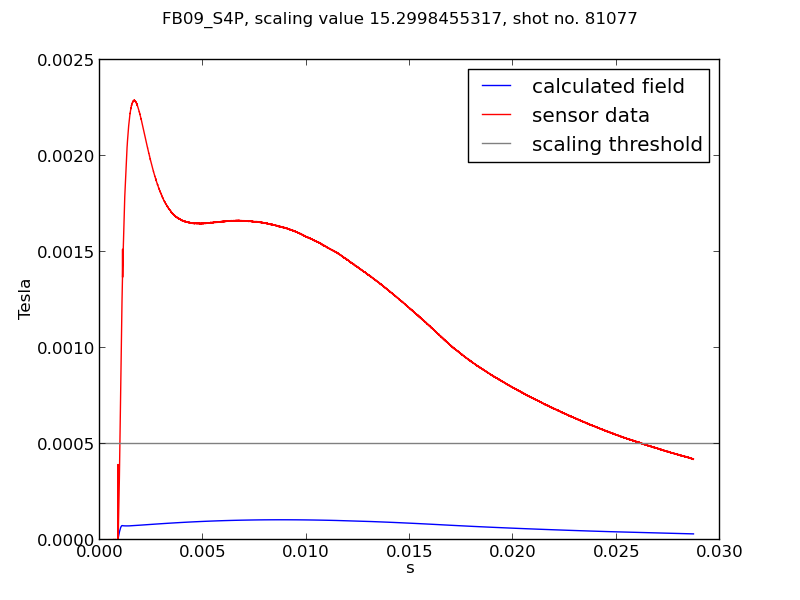 FB09_S4P, scaling value 15.2998455317, shot no. 81077
0.0025
calculated field
sensor data
scaling threshold
0.0020
0.0015
Tesla
0.0010
0.0005
0.0000
0.000 0.005 0.010 0.015 0.020 0.025 0.030
s